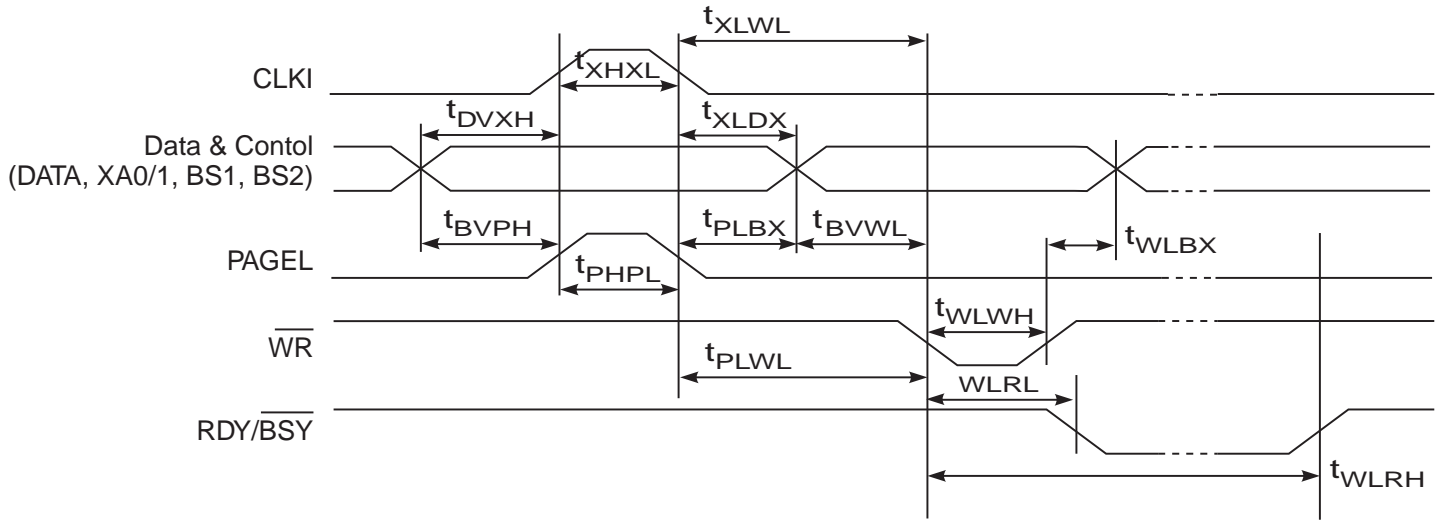 tXLWL
CLKI
tXHXL
tDVXH
tXLDX
Data & Contol
(DATA, XA0/1, BS1, BS2)
tBVPH
tPLBX
tBVWL
tWLBX
PAGEL
tPHPL
WR
tWLWH
tPLWL
WLRL
RDY/BSY
tWLRH